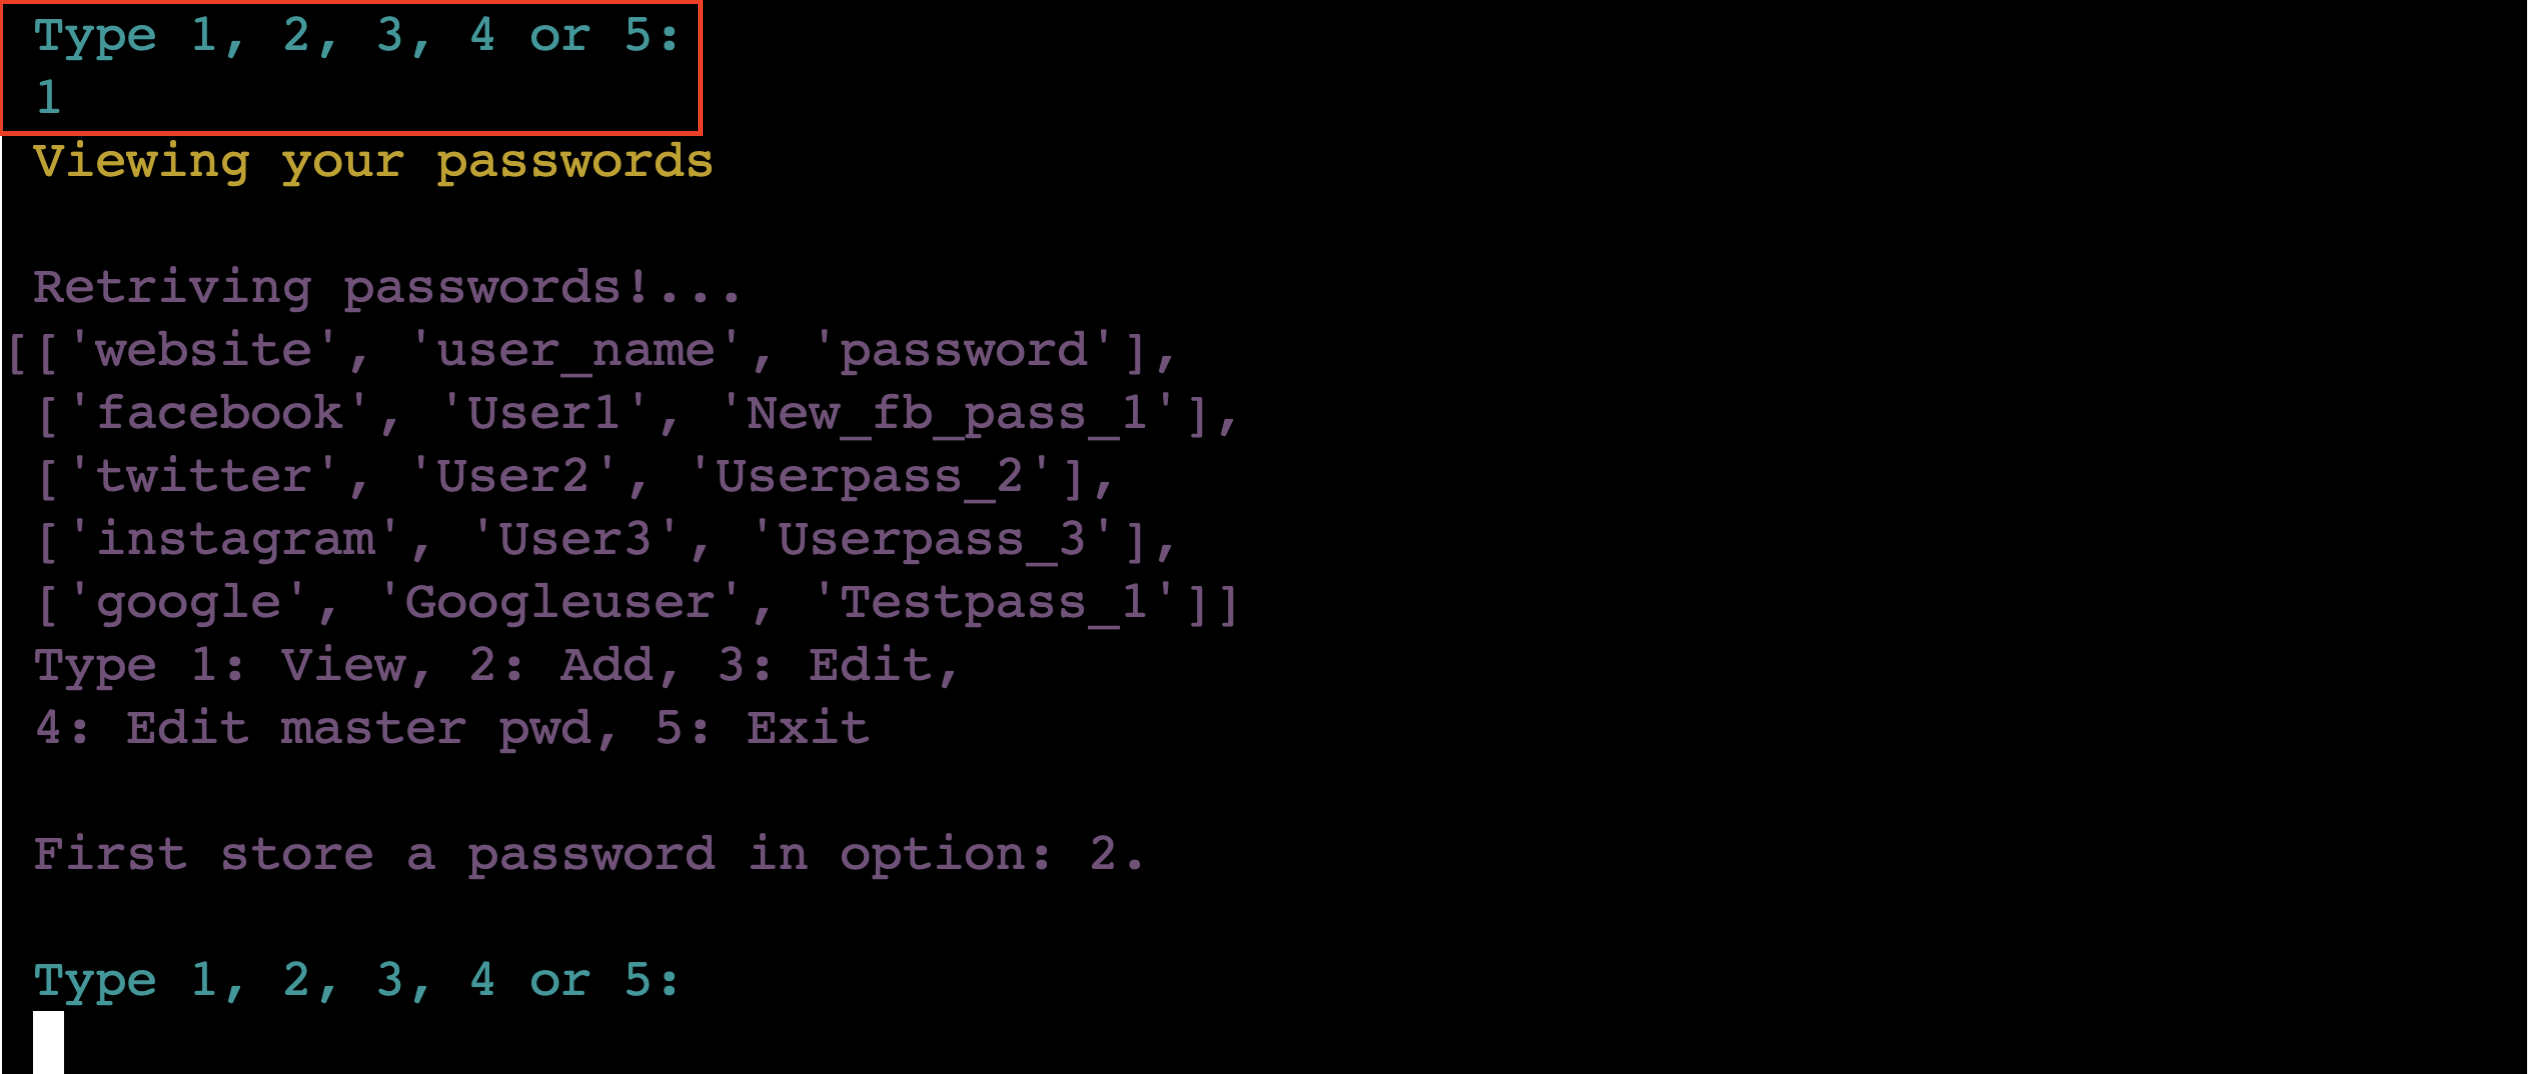 Type 1, 2, 3, 4 or 5:
1
Viewing your passwords
Retriving passwords!...
[['website', 'user_name', 'password'],
['facebook', 'User1', 'New_fb_pass_1'],
['twitter', 'User2', 'Userpass_2'],
['instagram', 'User3', 'Userpass_3'],
['google', 'Googleuser', 'Testpass_1']]
Type 1: View, 2: Add, 3: Edit,
4: Edit master pwd, 5: Exit
First store a password in option: 2.
Type 1, 2, 3, 4 or 5: